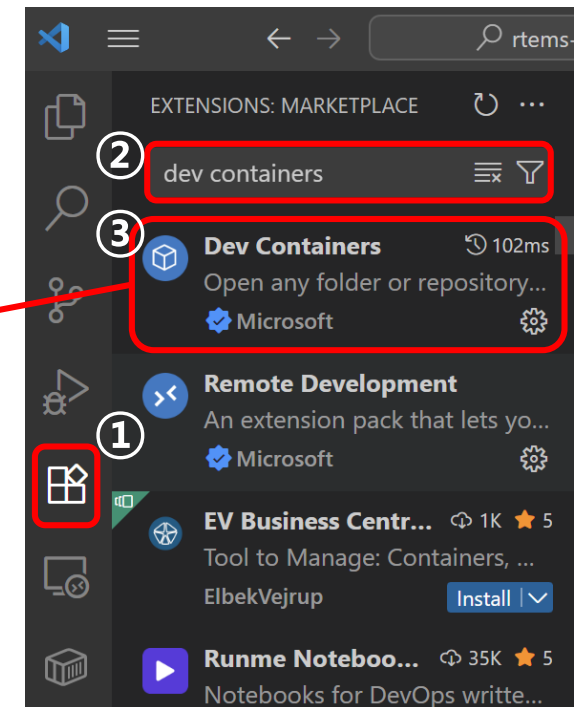 rtems-
EXTENSIONS: MARKETPLACE
②
dev containers
③
Dev Containers 102ms
Open any folder or repository...
Microsoft
Remote Development
An extension pack that lets yo...
Microsoft
①
EV Business Centr... 1K 5
Tool to Manage: Containers, ...
ElbekVejrup Install
Runme Noteboo... 35K 5
Notebooks for DevOps writte...